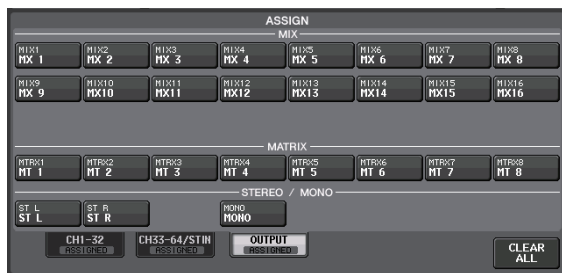 ASSIGN
MIX
MIX1 MIX2 MIX3 MIX4 MIX5 MIX6 MIX7 MIX8
MX 1 MX 2 MX 3 MX 4 MX 5 MX 6 MX 7 MX 8
MIX9 MIX10 MIX11 MIX12 MIX13 MIX14 MIX15 MIX16
MX 9 MX10 MX11 MX12 MX13 MX14 MX15 MX16
MATRIX
MTRX1 MTRX2 MTRX3 MTRX4 MTRX5 MTRX6 MTRX7 MTRX8
MT 1 MT 2 MT 3 MT 4 MT 5 MT 6 MT 7 MT 8
STEREO / MONO
ST L ST R MONO
ST L ST R MONO
CH1-32 CH33-64/STIN OUTPUT
ASSIGNED ASSIGNED ASSIGNED
CLEAR
ALL